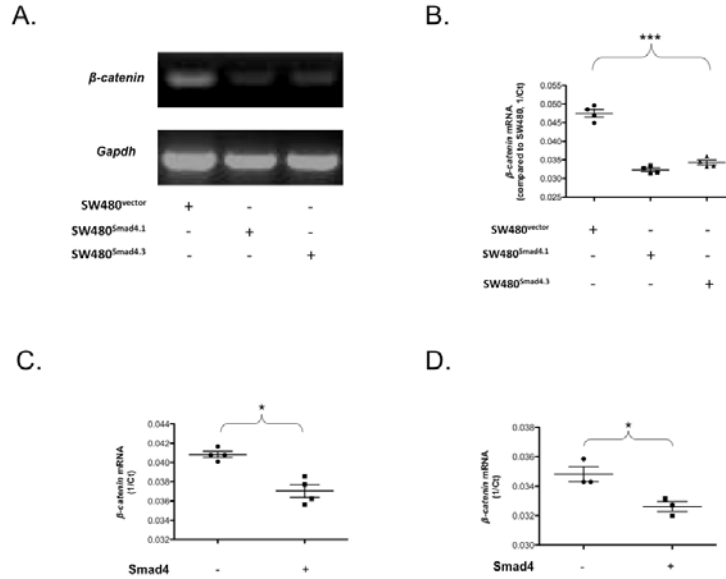 A.
β-catenin
Gapdh
SW480vector + - -
SW480Smad4.1 - + -
SW480Smad4.3 - - +
B.
***
β-catenin mRNA
(compared to SW480, 1/Ct)
0.055
0.050
0.045
0.040
0.035
0.030
0.025
SW480vector + - -
SW480Smad4.1 - + -
SW480Smad4.3 - - +
C.
*
β-catenin mRNA
(1/Ct)
0.044
0.042
0.040
0.038
0.036
0.034
0.032
Smad4 - +
D.
*
β-catenin mRNA
(1/Ct)
0.038
0.036
0.034
0.032
0.030
Smad4 - +